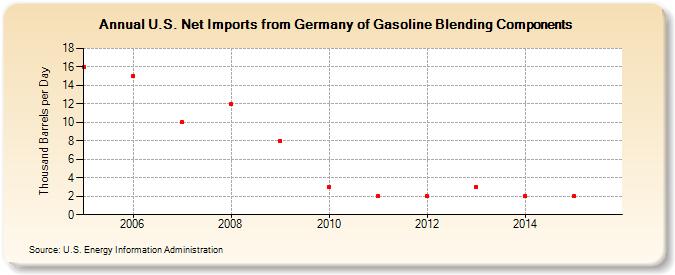 Annual U.S. Net Imports from Germany of Gasoline Blending Components
Thousand Barrels per Day
18
16
14
12
10
8
6
4
2
0
2006 2008 2010 2012 2014
Source: U.S. Energy Information Administration